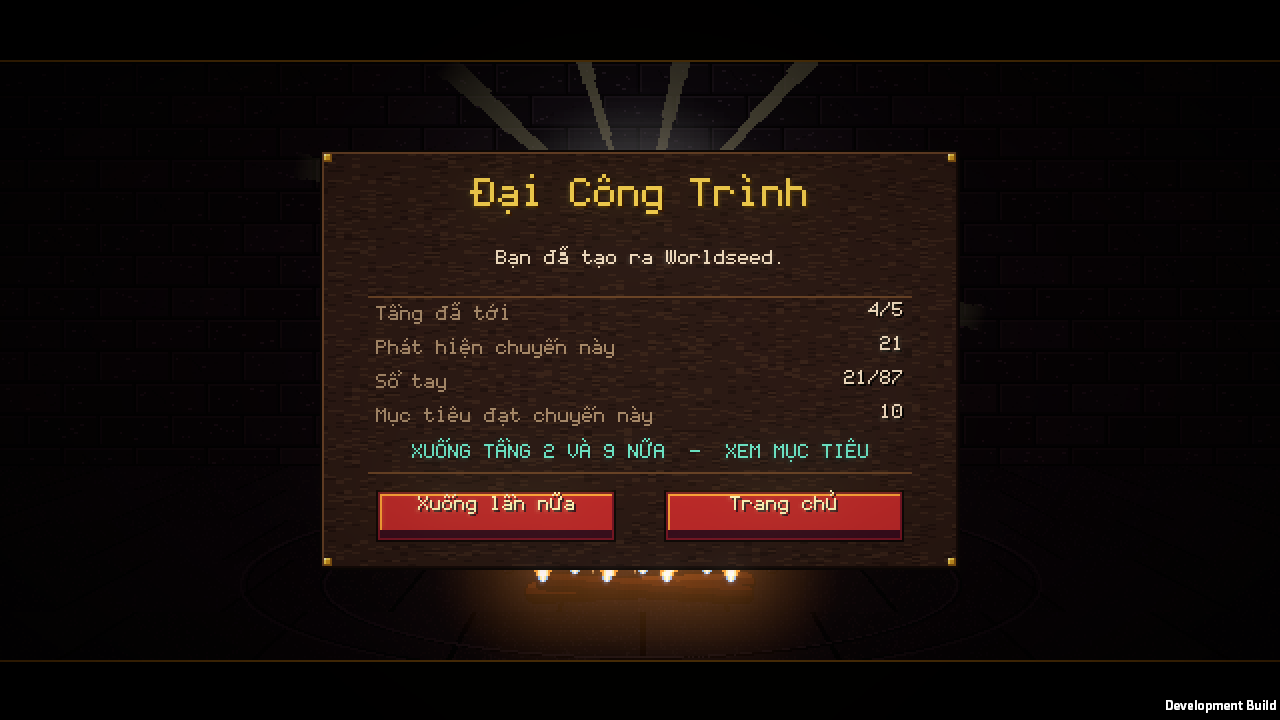 Đại Công Trình
Bạn đã tạo ra Worldseed.
Tầng đã tới 4/5
Phát hiện chuyến này 21
Sổ tay 21/87
Mục tiêu đạt chuyến này 10
XUỐNG TẦNG 2 VÀ 9 NỮA – XEM MỤC TIÊU
Xuống lần nữa Trang chủ
Development Build